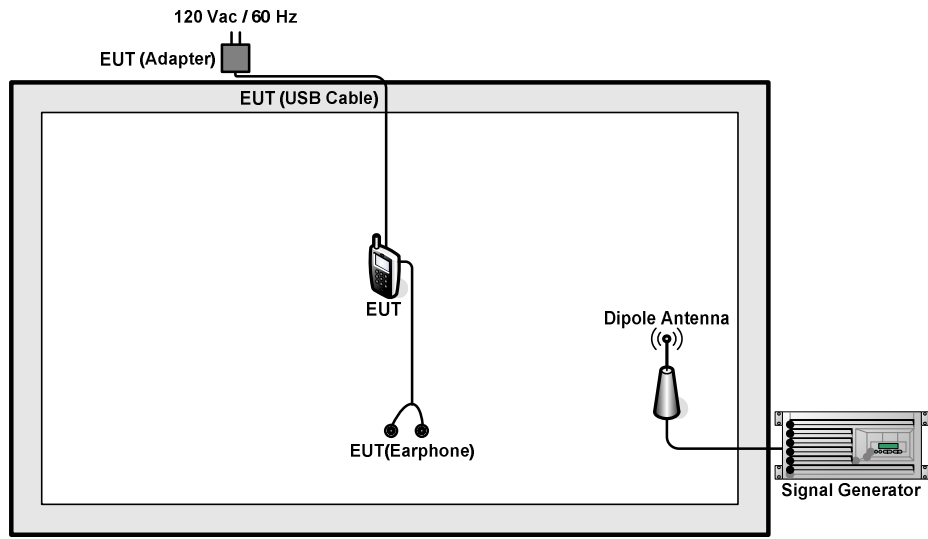 120 Vac / 60 Hz
EUT (Adapter)
EUT (USB Cable)
EUT
Dipole Antenna
EUT(Earphone)
Signal Generator